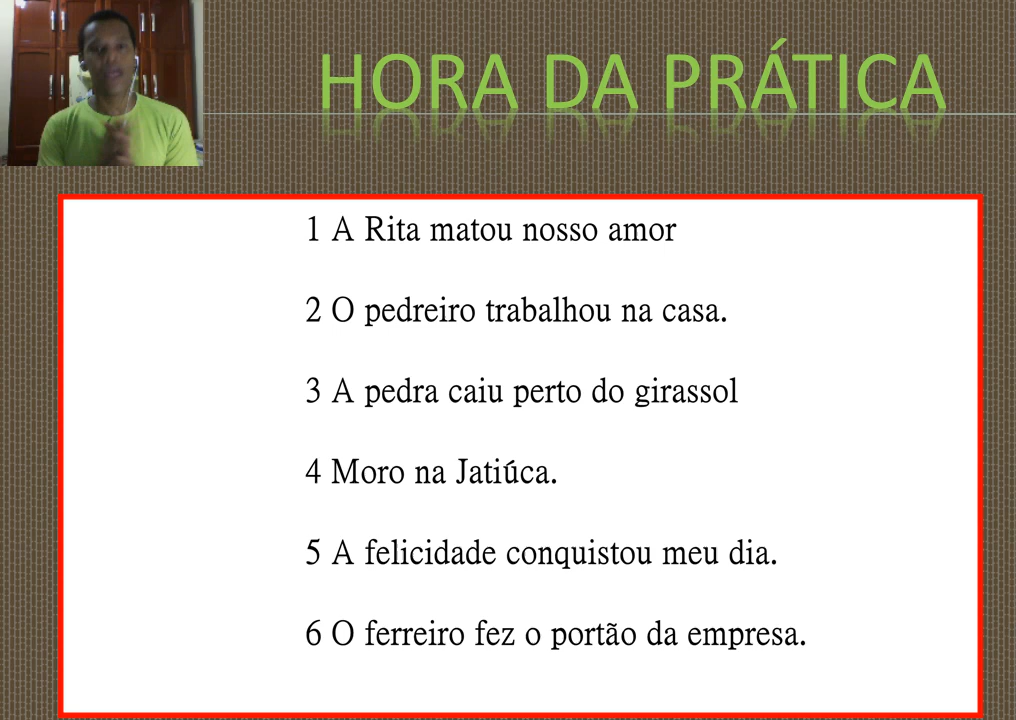 HORA DA PRÁTICA
1 A Rita matou nosso amor
2 O pedreiro trabalhou na casa.
3 A pedra caiu perto do girassol
4 Moro na Jatiúca.
5 A felicidade conquistou meu dia.
6 O ferreiro fez o portão da empresa.